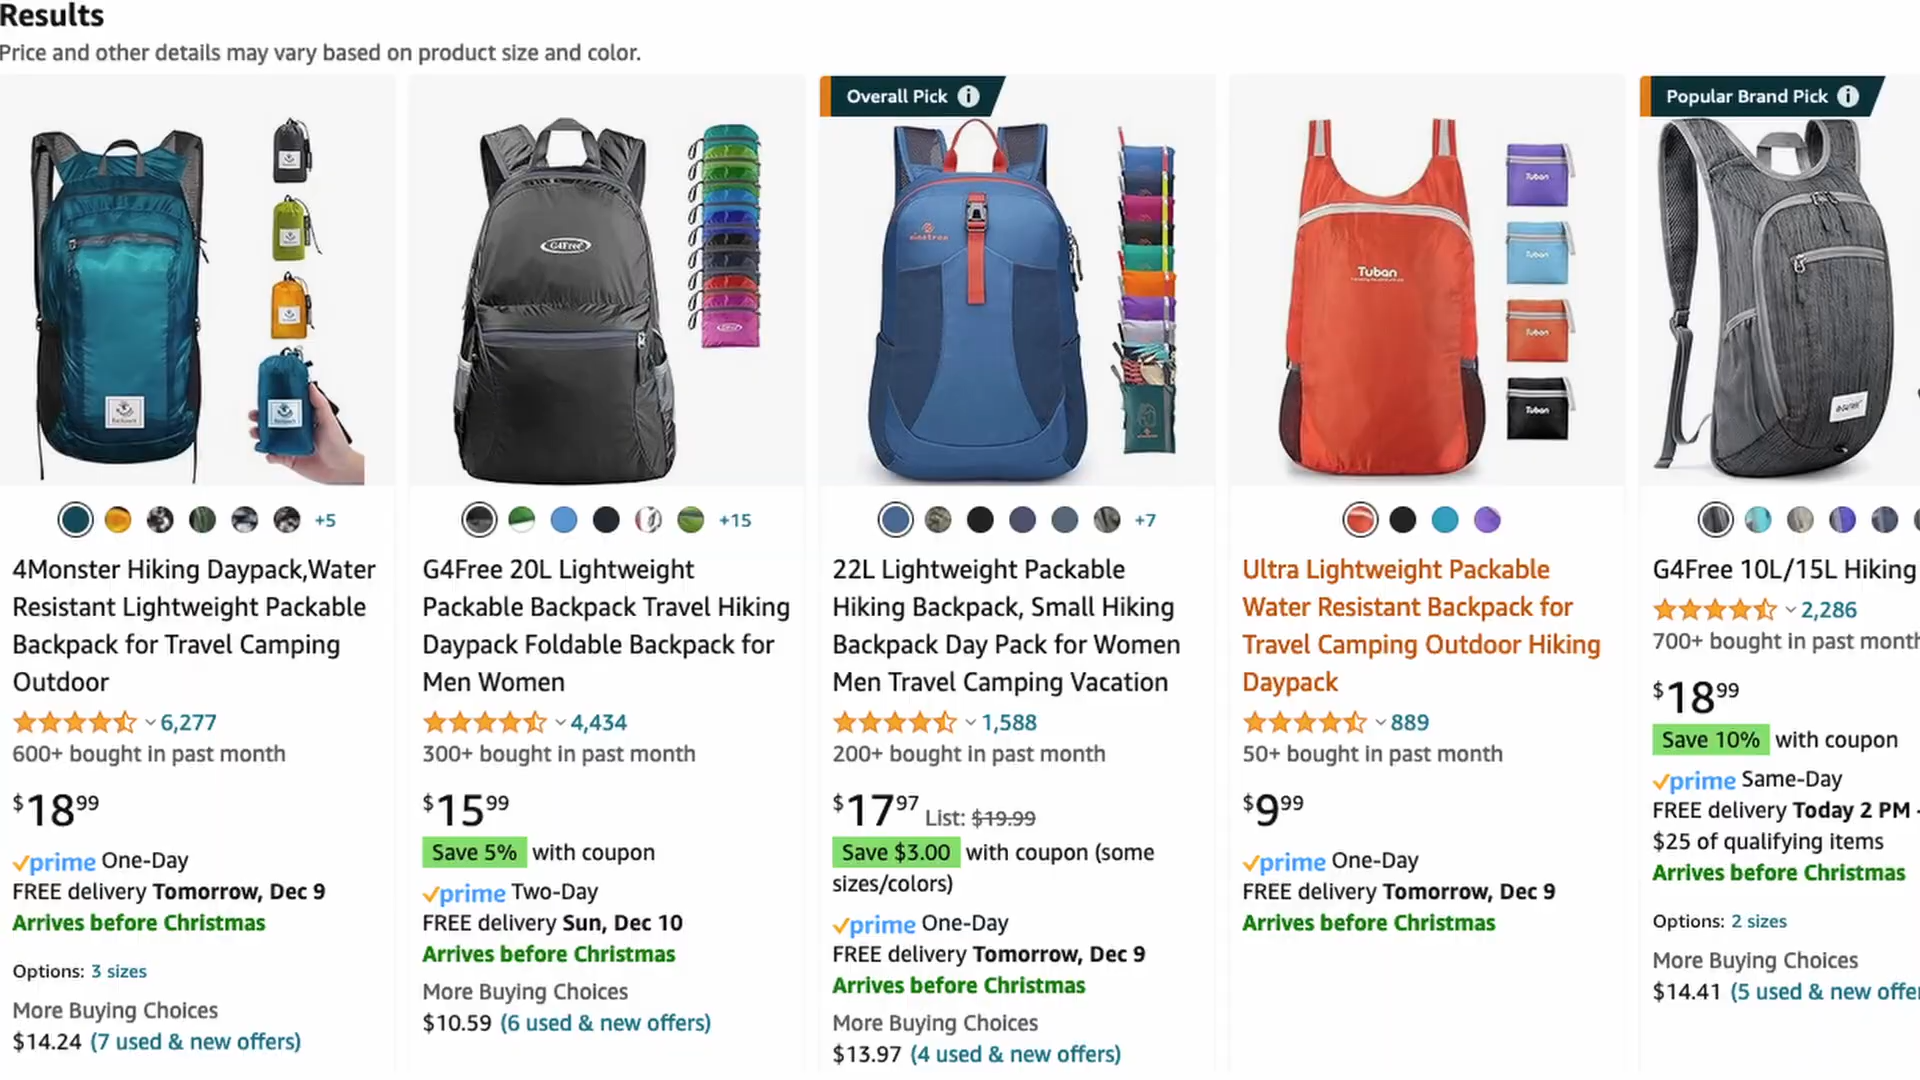 Results
Price and other details may vary based on product size and color.
+5
4Monster Hiking Daypack,Water
Resistant Lightweight Packable
Backpack for Travel Camping
Outdoor
6,277
600+ bought in past month
$18.99
prime One-Day
FREE delivery Tomorrow, Dec 9
Arrives before Christmas
Options: 3 sizes
More Buying Choices
$14.24 (7 used & new offers)
G4Free
+15
G4Free 20L Lightweight
Packable Backpack Travel Hiking
Daypack Foldable Backpack for
Men Women
4,434
300+ bought in past month
$15.99
Save 5% with coupon
prime Two-Day
FREE delivery Sun, Dec 10
Arrives before Christmas
More Buying Choices
$10.59 (6 used & new offers)
Overall Pick
+7
22L Lightweight Packable
Hiking Backpack, Small Hiking
Backpack Day Pack for Women
Men Travel Camping Vacation
1,588
200+ bought in past month
$17.97 List: $19.99
Save $3.00 with coupon (some
sizes/colors)
prime One-Day
FREE delivery Tomorrow, Dec 9
Arrives before Christmas
More Buying Choices
$13.97 (4 used & new offers)
Tuban
Tuban
Tuban
Tuban
Tuban
Ultra Lightweight Packable
Water Resistant Backpack for
Travel Camping Outdoor Hiking
Daypack
889
50+ bought in past month
$9.99
prime One-Day
FREE delivery Tomorrow, Dec 9
Arrives before Christmas
Popular Brand Pick
G4Free 10L/15L Hiking
2,286
700+ bought in past month
$18.99
Save 10% with coupon
prime Same-Day
FREE delivery Today 2 PM -
$25 of qualifying items
Arrives before Christmas
Options: 2 sizes
More Buying Choices
$14.41 (5 used & new offe